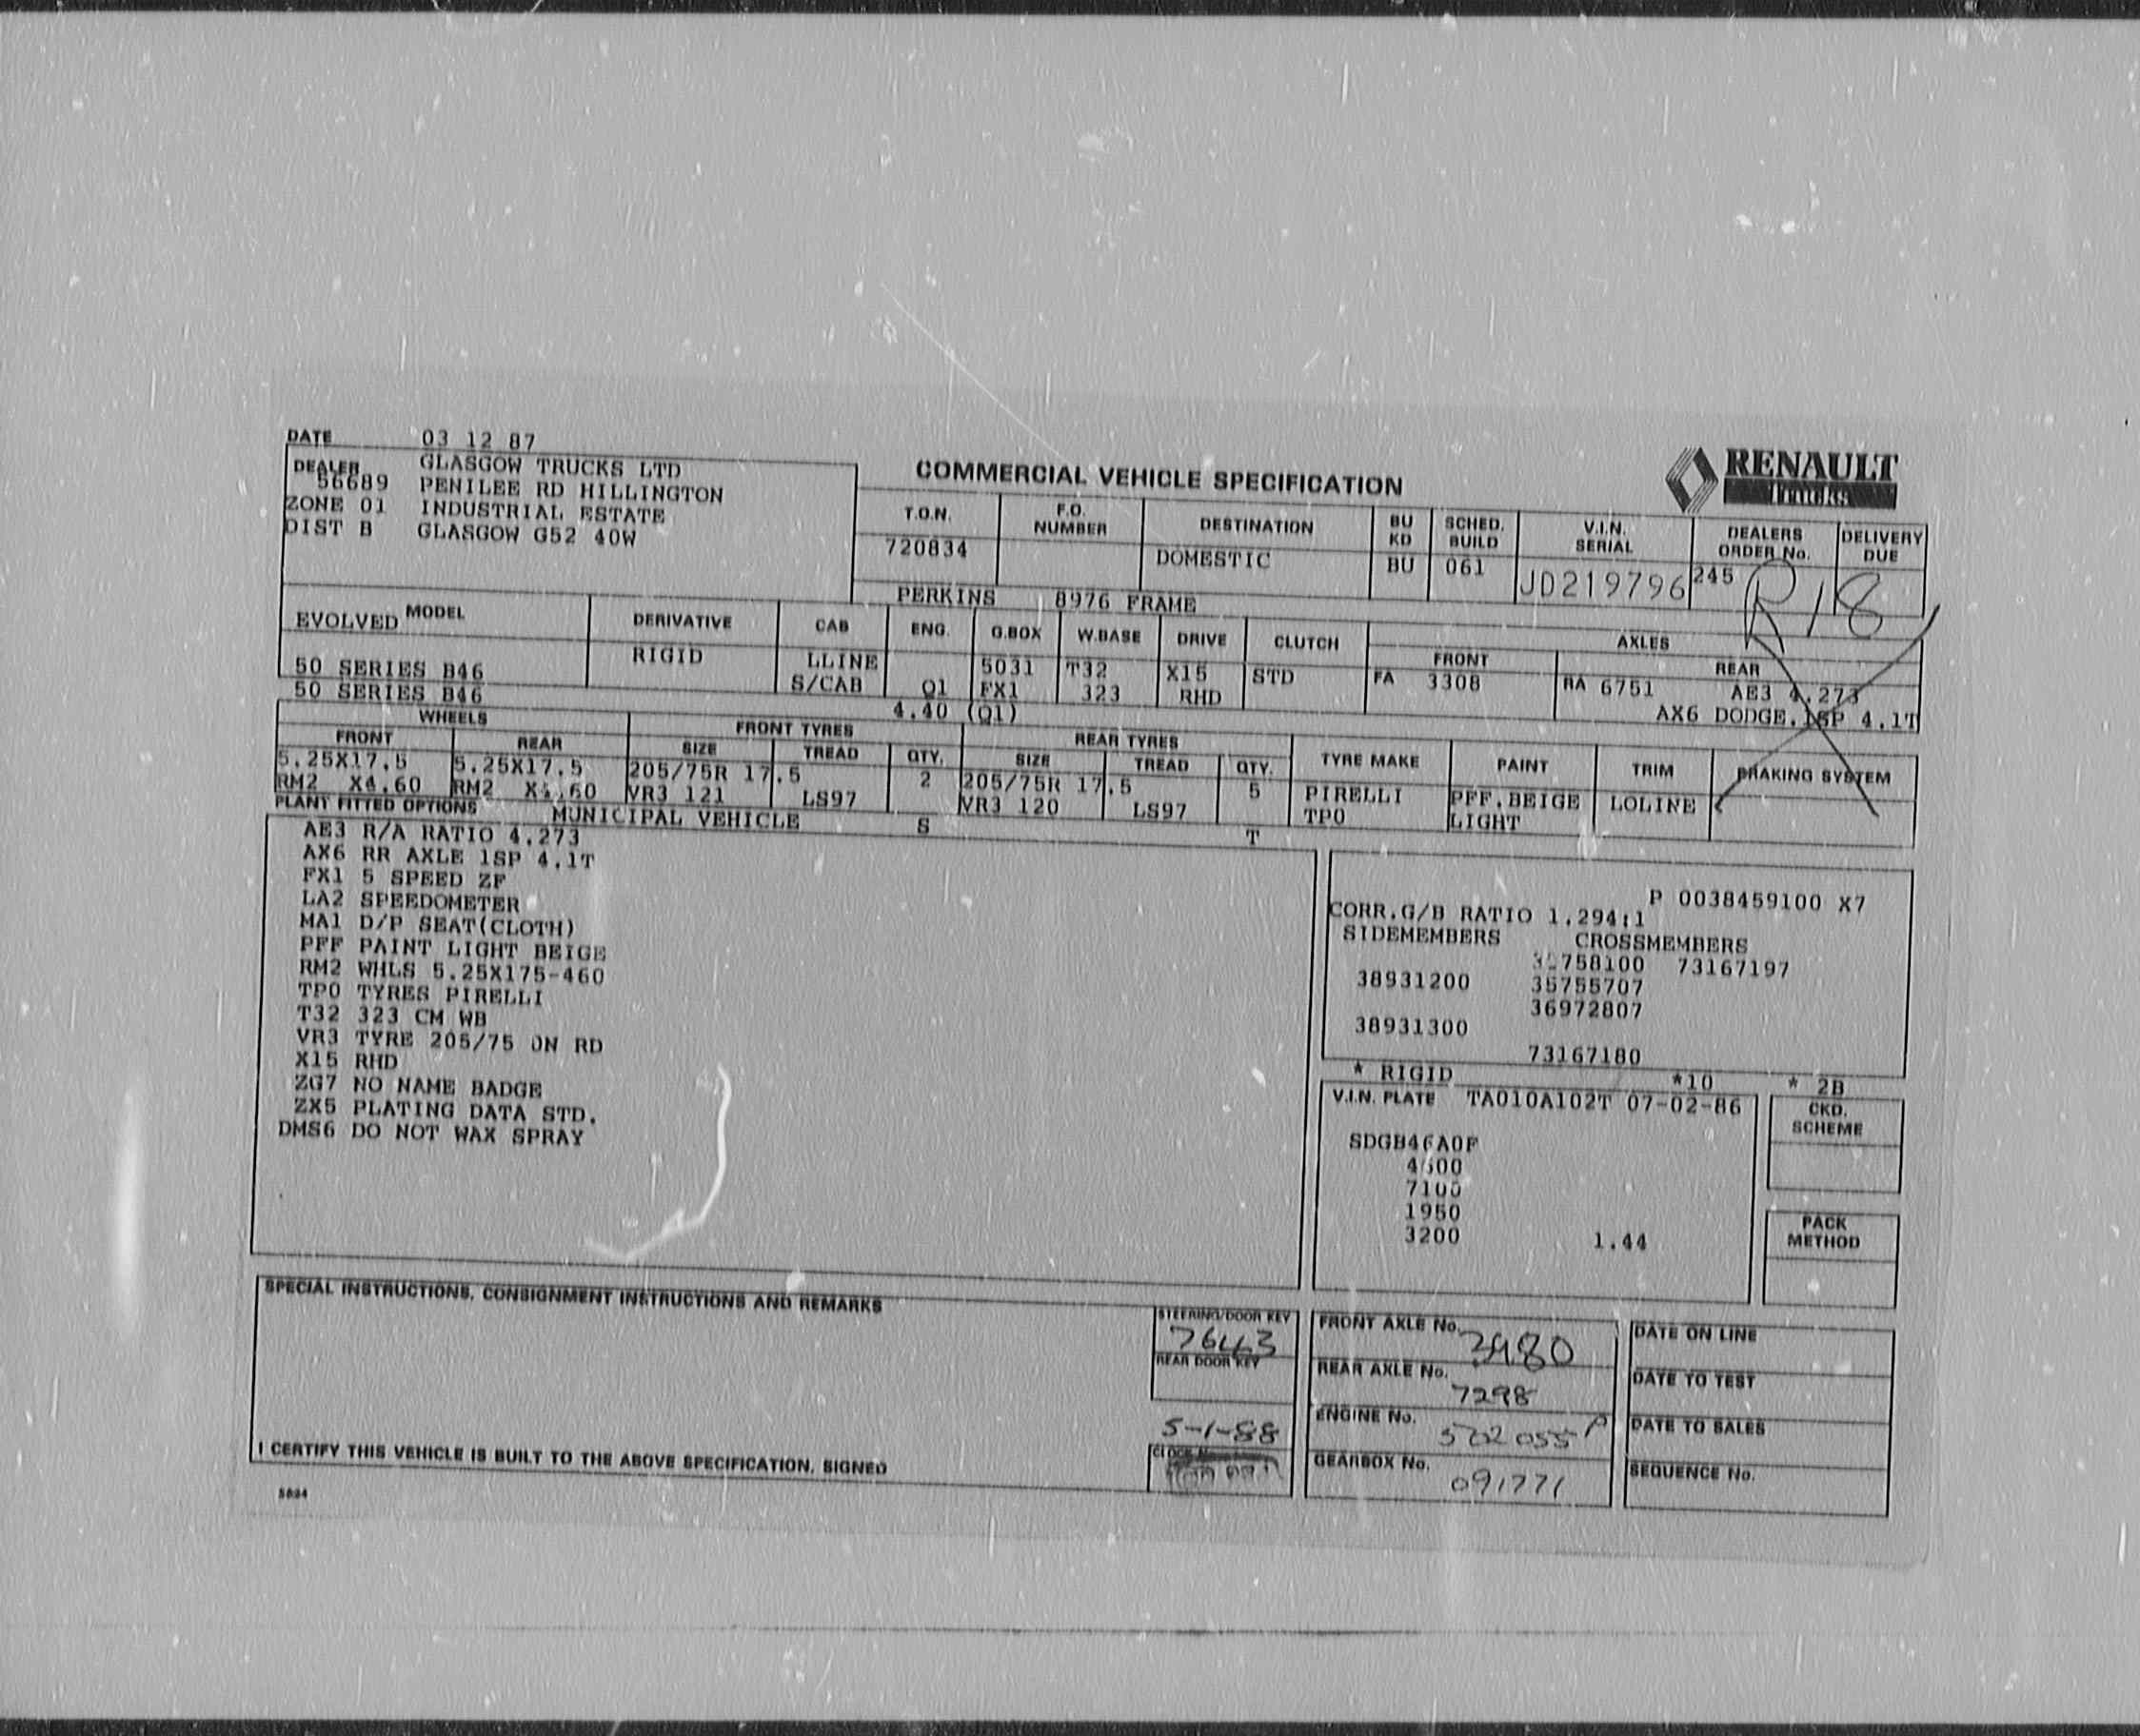 DATE 03 12 87
DEALER 56689 GLASGOW TRUCKS LTD
PENILEE RD HILLINGTON
ZONE 01 INDUSTRIAL ESTATE
DIST B GLASGOW G52 4OW
COMMERCIAL VEHICLE SPECIFICATION
RENAULT
Trucks
T.O.N. F.O. NUMBER DESTINATION BU KD SCHED. BUILD V.I.N. SERIAL DEALERS ORDER No. DELIVERY DUE
720834 DOMESTIC BU 061 JD219796 245 R18
PERKINS 8976 FRAME
EVOLVED MODEL DERIVATIVE CAB ENG. G.BOX W.BASE DRIVE CLUTCH AXLES
FRONT REAR
50 SERIES B46 RIGID LLINE 5031 T32 X15 STD FA 3308 RA 6751 AE3 4.273
50 SERIES B46 S/CAB Q1 FX1 323 RHD AX6 DODGE.1SP 4.1T
4.40 (Q1)
WHEELS FRONT TYRES REAR TYRES
FRONT REAR SIZE TREAD QTY. SIZE TREAD QTY. TYRE MAKE PAINT TRIM BRAKING SYSTEM
5.25X17.5 5.25X17.5 205/75R 17.5 2 205/75R 17.5 5 PIRELLI PFF.BEIGE LOLINE
RM2 X4.60 RM2 X4.60 VR3 121 LS97 VR3 120 LS97 TPO LIGHT
PLANT FITTED OPTIONS MUNICIPAL VEHICLE S T
AE3 R/A RATIO 4.273
AX6 RR AXLE 1SP 4.1T
FX1 5 SPEED ZF
LA2 SPEEDOMETER
MA1 D/P SEAT(CLOTH)
PFF PAINT LIGHT BEIGE
RM2 WHLS 5.25X175-460
TPO TYRES PIRELLI
T32 323 CM WB
VR3 TYRE 205/75 ON RD
X15 RHD
ZG7 NO NAME BADGE
ZX5 PLATING DATA STD.
DMS6 DO NOT WAX SPRAY
P 0038459100 X7
CORR.G/B RATIO 1.294:1
SIDEMEMBERS CROSSMEMBERS
73167197
38931200 35755707
36972807
38931300
73167180
* RIGID *10 * 2B
V.I.N. PLATE TA010A102T 07-02-86
SDGB46A0F
7100
1950
3200 1.44
CKD. SCHEME
PACK METHOD
SPECIAL INSTRUCTIONS, CONSIGNMENT INSTRUCTIONS AND REMARKS
STEERING/DOOR KEY
76443
REAR DOOR KEY
5-1-88
FRONT AXLE No. 3980
REAR AXLE No. 7298
ENGINE No. 502055 P
GEARBOX No. 091771
DATE ON LINE
DATE TO TEST
DATE TO SALES
SEQUENCE No.
I CERTIFY THIS VEHICLE IS BUILT TO THE ABOVE SPECIFICATION, SIGNED